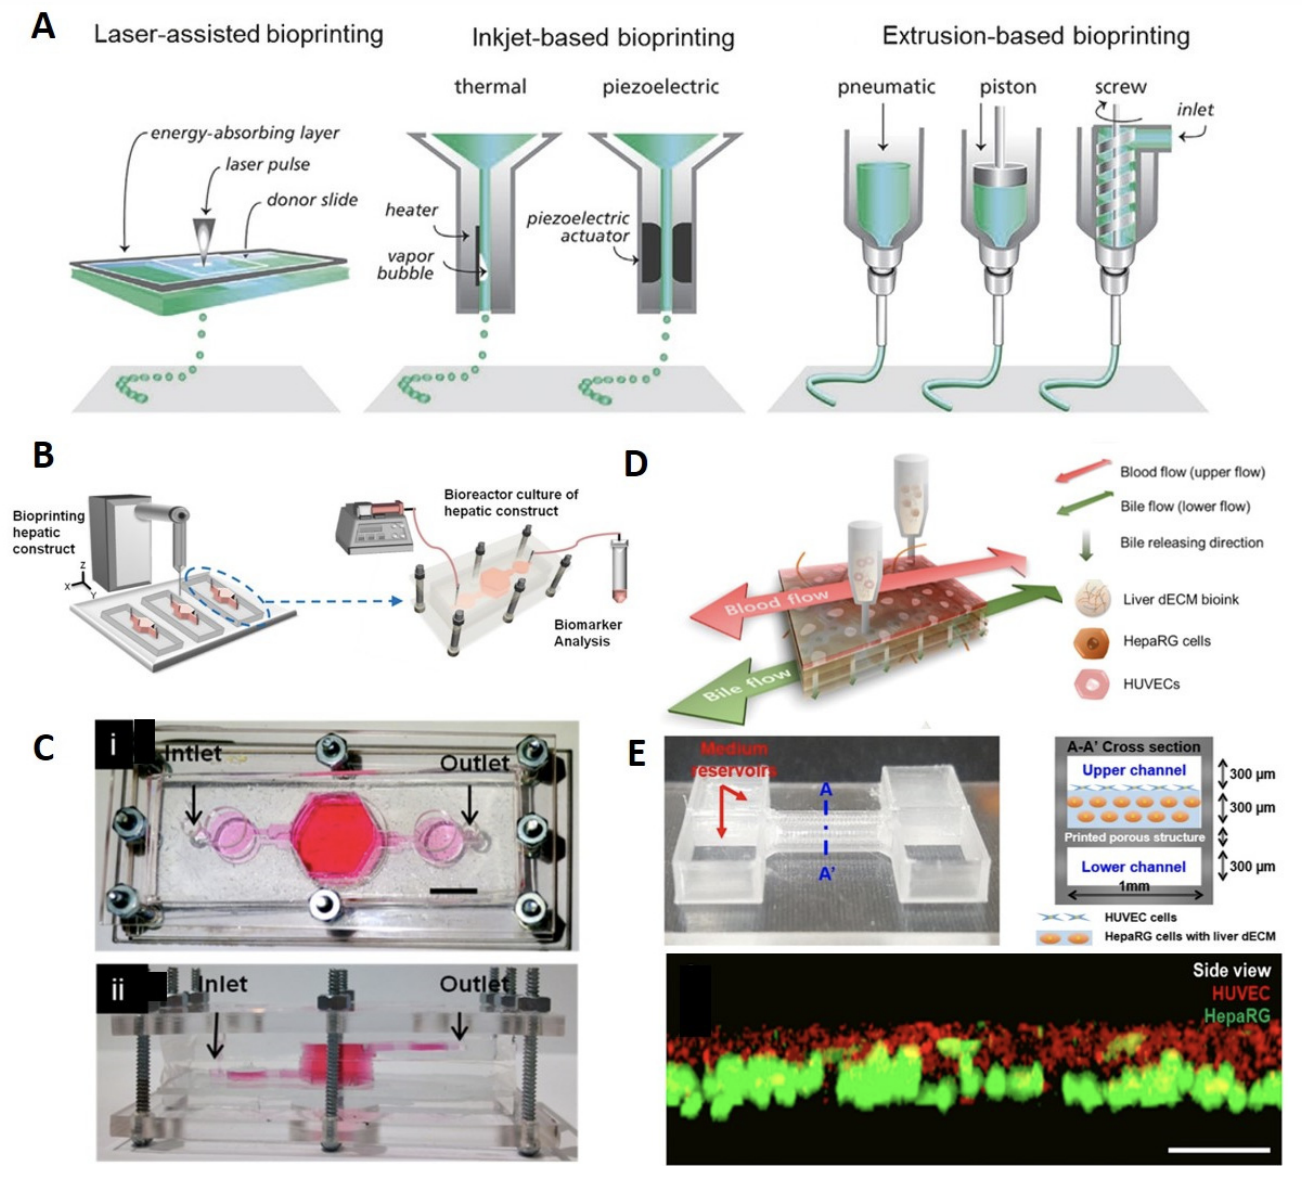 A
Laser-assisted bioprinting
Inkjet-based bioprinting
Extrusion-based bioprinting
thermal
piezoelectric
pneumatic
piston
screw
inlet
energy-absorbing layer
laser pulse
donor slide
heater
vapor
bubble
piezoelectric
actuator
B
Bioprinting
hepatic
construct
Z
X
Y
Bioreactor culture of
hepatic construct
Biomarker
Analysis
D
Blood flow
Bile flow
Blood flow (upper flow)
Bile flow (lower flow)
Bile releasing direction
Liver dECM bioink
HepaRG cells
HUVECs
C
i
Intlet
Outlet
ii
Inlet
Outlet
E
Medium
reservoirs
A
A'
A-A' Cross section
Upper channel
Printed porous structure
Lower channel
1mm
300 µm
300 µm
300 µm
HUVEC cells
HepaRG cells with liver dECM
Side view
HUVEC
HepaRG